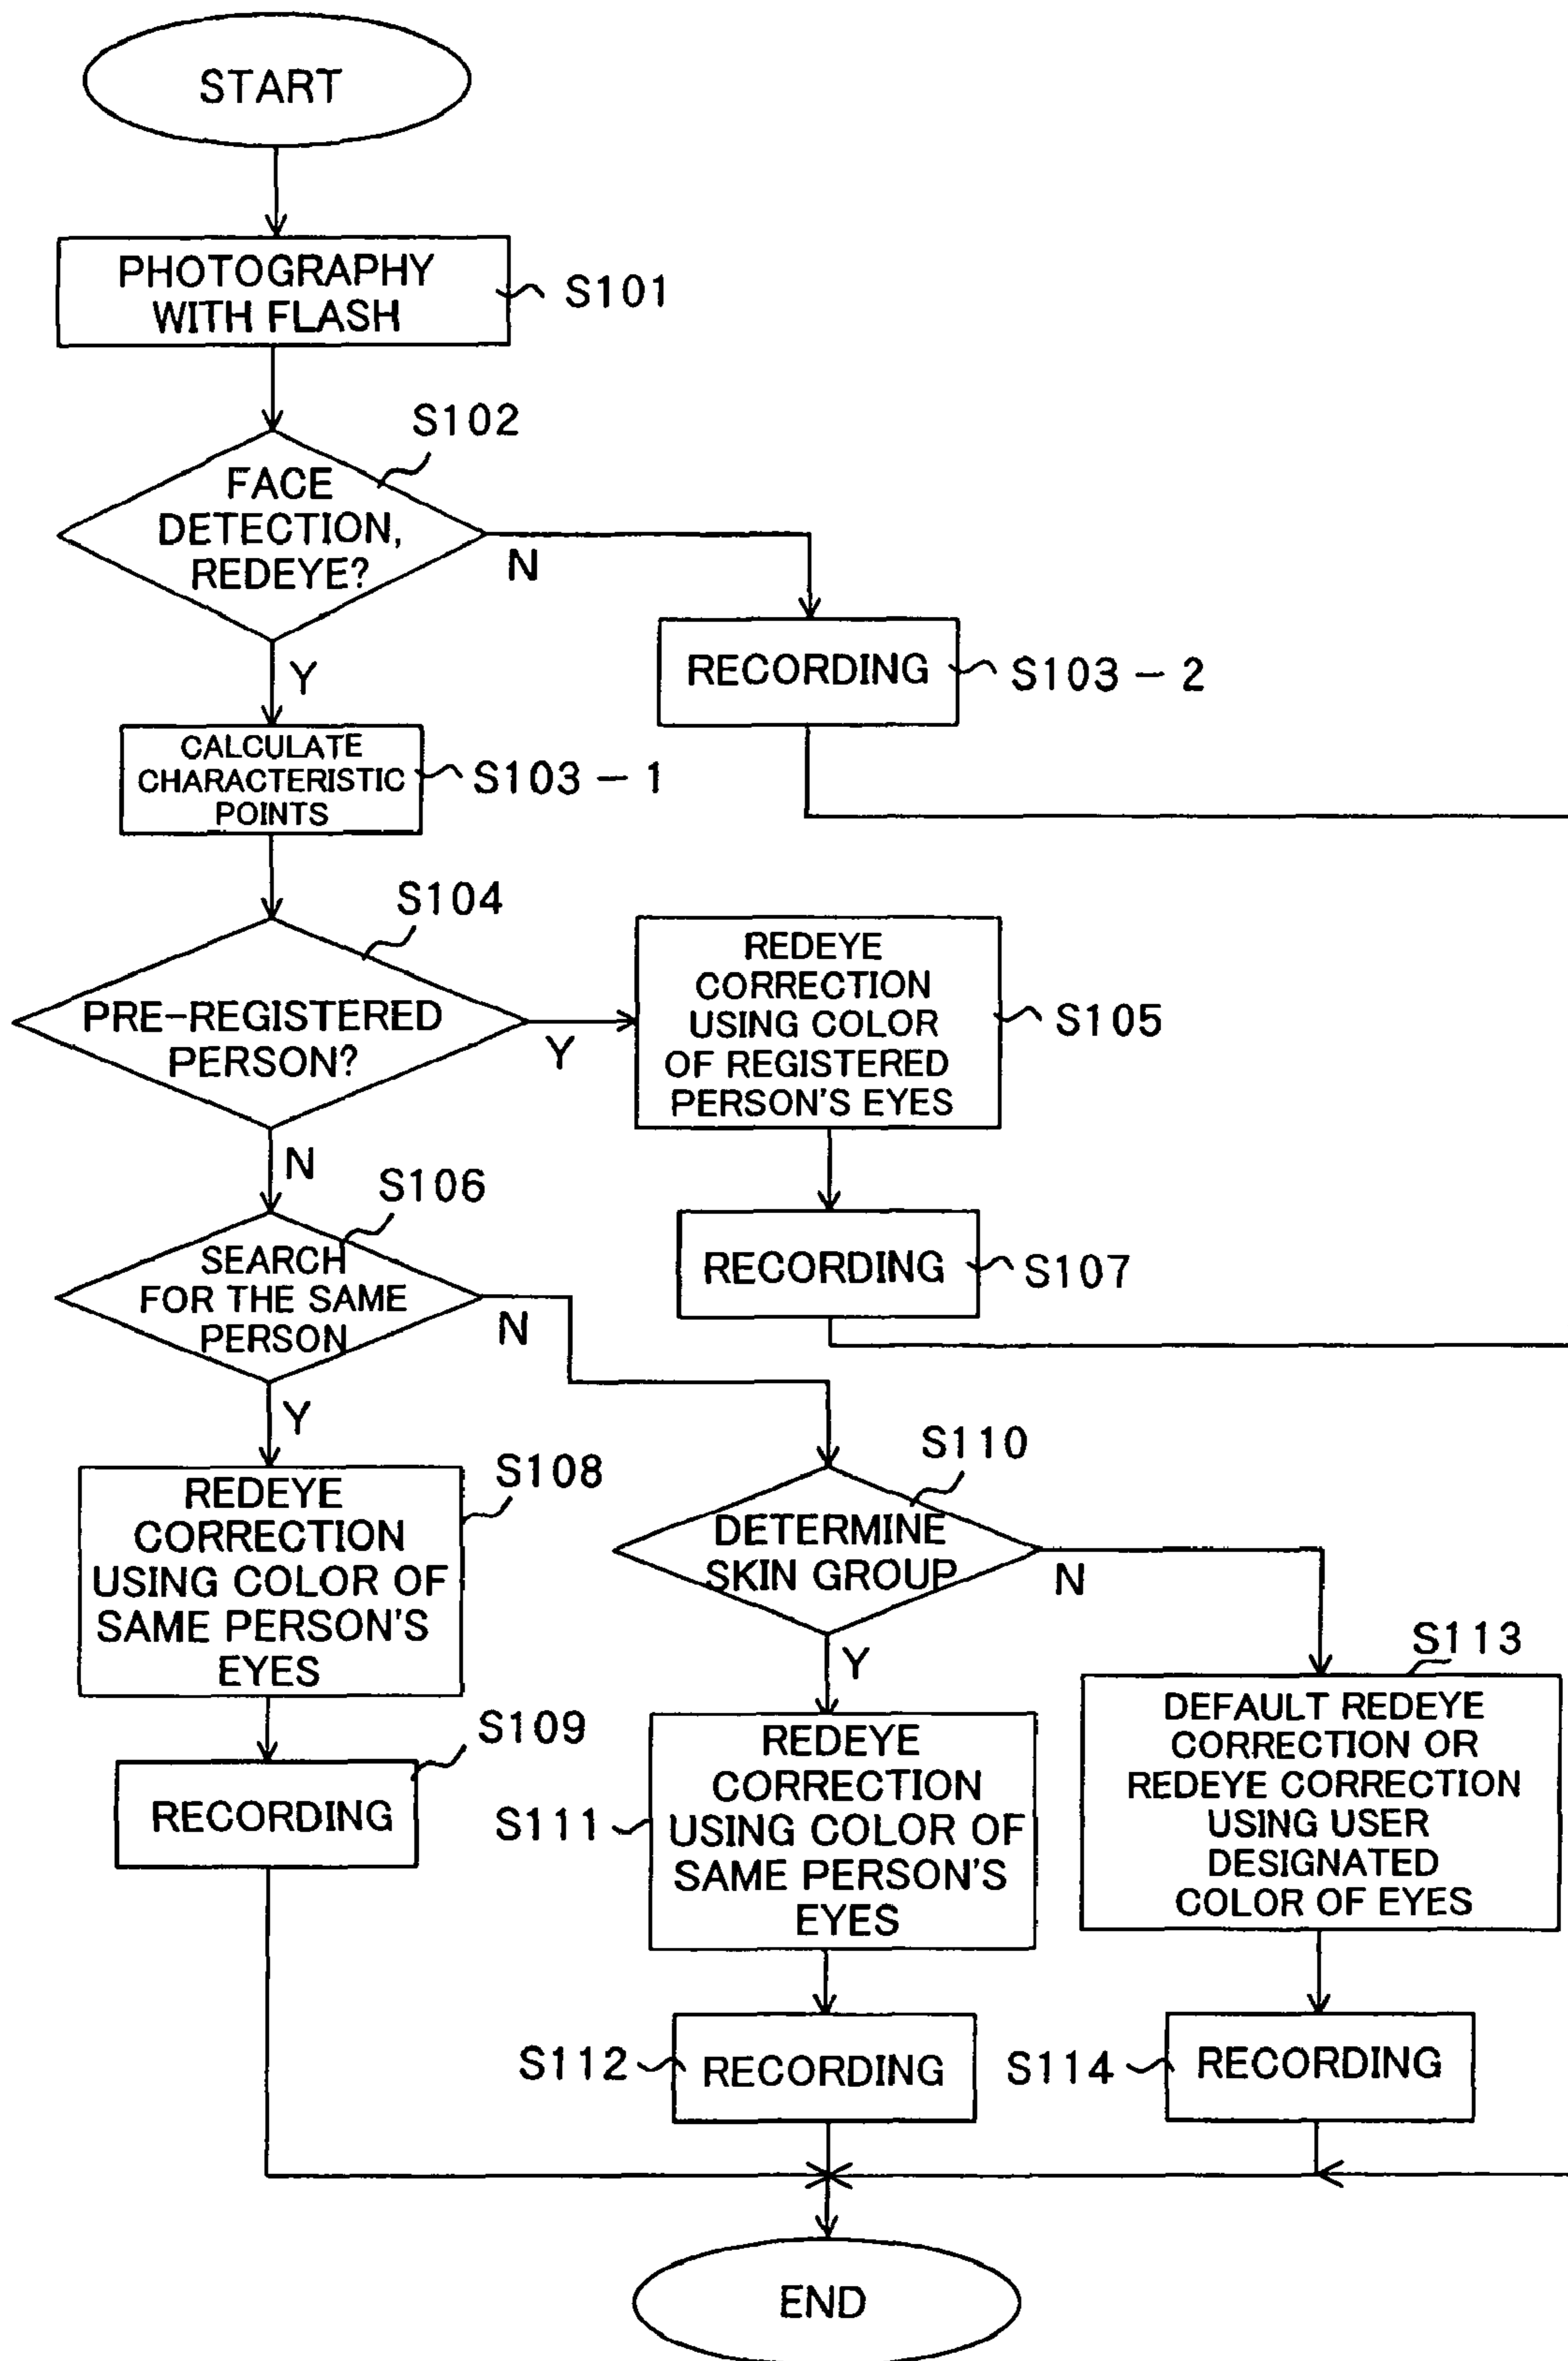 START
PHOTOGRAPHY
WITH FLASH
S101
S102
FACE
DETECTION,
REDEYE?
N
Y
RECORDING
S103-2
CALCULATE
CHARACTERISTIC
POINTS
S103-1
S104
PRE-REGISTERED
PERSON?
Y
N
REDEYE
CORRECTION
USING COLOR
OF REGISTERED
PERSON'S EYES
S105
RECORDING
S107
S106
SEARCH
FOR THE SAME
PERSON
N
Y
S108
REDEYE
CORRECTION
USING COLOR OF
SAME PERSON'S
EYES
S109
RECORDING
S110
DETERMINE
SKIN GROUP
N
Y
S111
REDEYE
CORRECTION
USING COLOR OF
SAME PERSON'S
EYES
S112
RECORDING
S113
DEFAULT REDEYE
CORRECTION OR
REDEYE CORRECTION
USING USER
DESIGNATED
COLOR OF EYES
S114
RECORDING
END